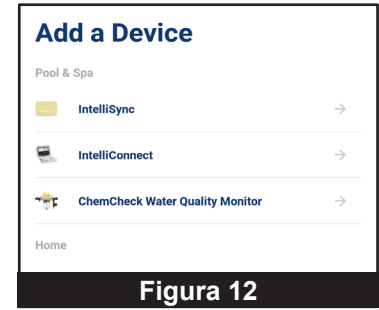 Add a Device
Pool & Spa
IntelliSync
IntelliConnect
ChemCheck Water Quality Monitor
Home
Figura 12